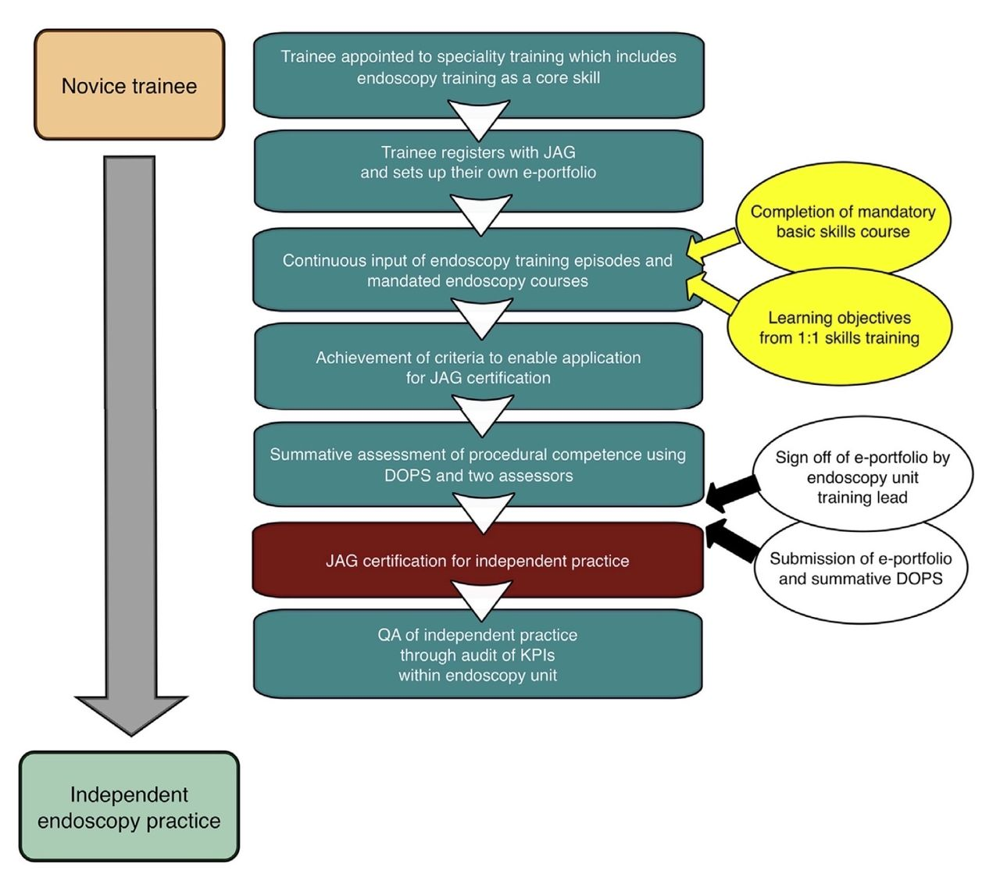 Novice trainee
Trainee appointed to speciality training which includes
endoscopy training as a core skill
Trainee registers with JAG
and sets up their own e-portfolio
Completion of mandatory
basic skills course
Continuous input of endoscopy training episodes and
mandated endoscopy courses
Learning objectives
from 1:1 skills training
Achievement of criteria to enable application
for JAG certification
Summative assessment of procedural competence using
DOPS and two assessors
Sign off of e-portfolio by
endoscopy unit
training lead
JAG certification for independent practice
Submission of e-portfolio
and summative DOPS
QA of independent practice
through audit of KPIs
within endoscopy unit
Independent
endoscopy practice